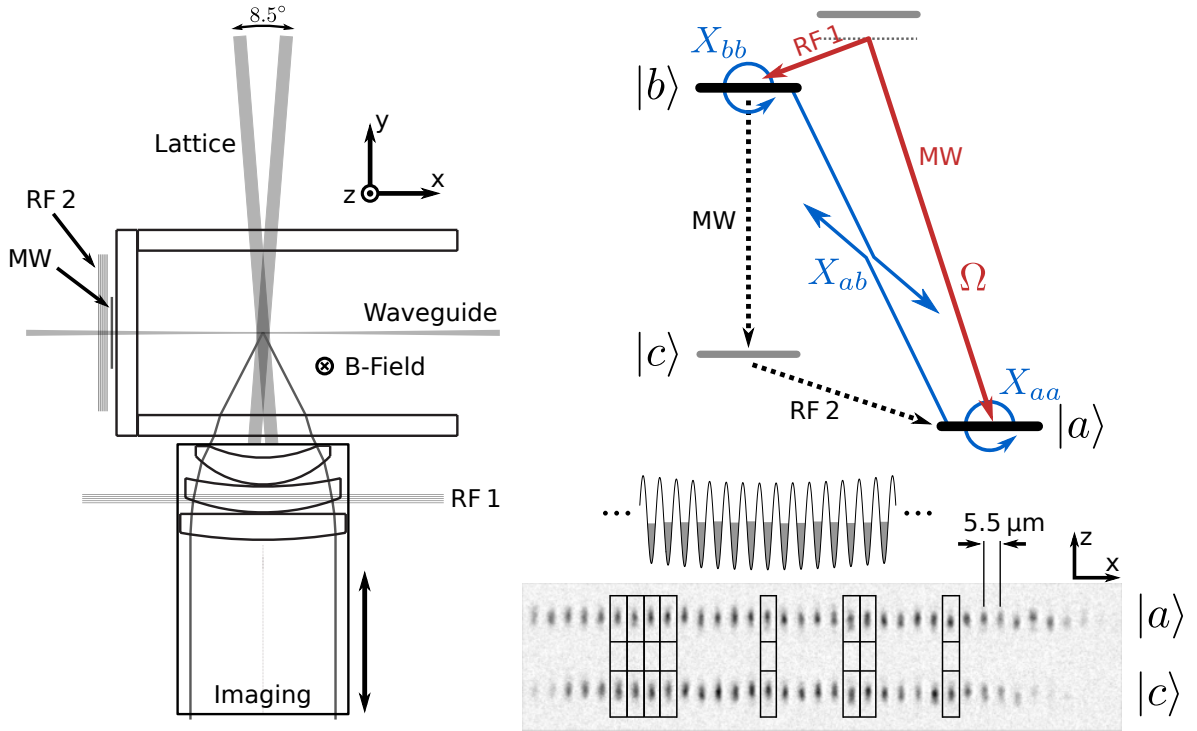 8.5°
Lattice
y
x
z
RF 2
MW
Waveguide
B-Field
RF 1
Imaging
X_bb
RF 1
|b⟩
MW
MW
X_ab
Ω
|c⟩
RF 2
X_aa
|a⟩
...
...
5.5 μm
z
x
|a⟩
|c⟩